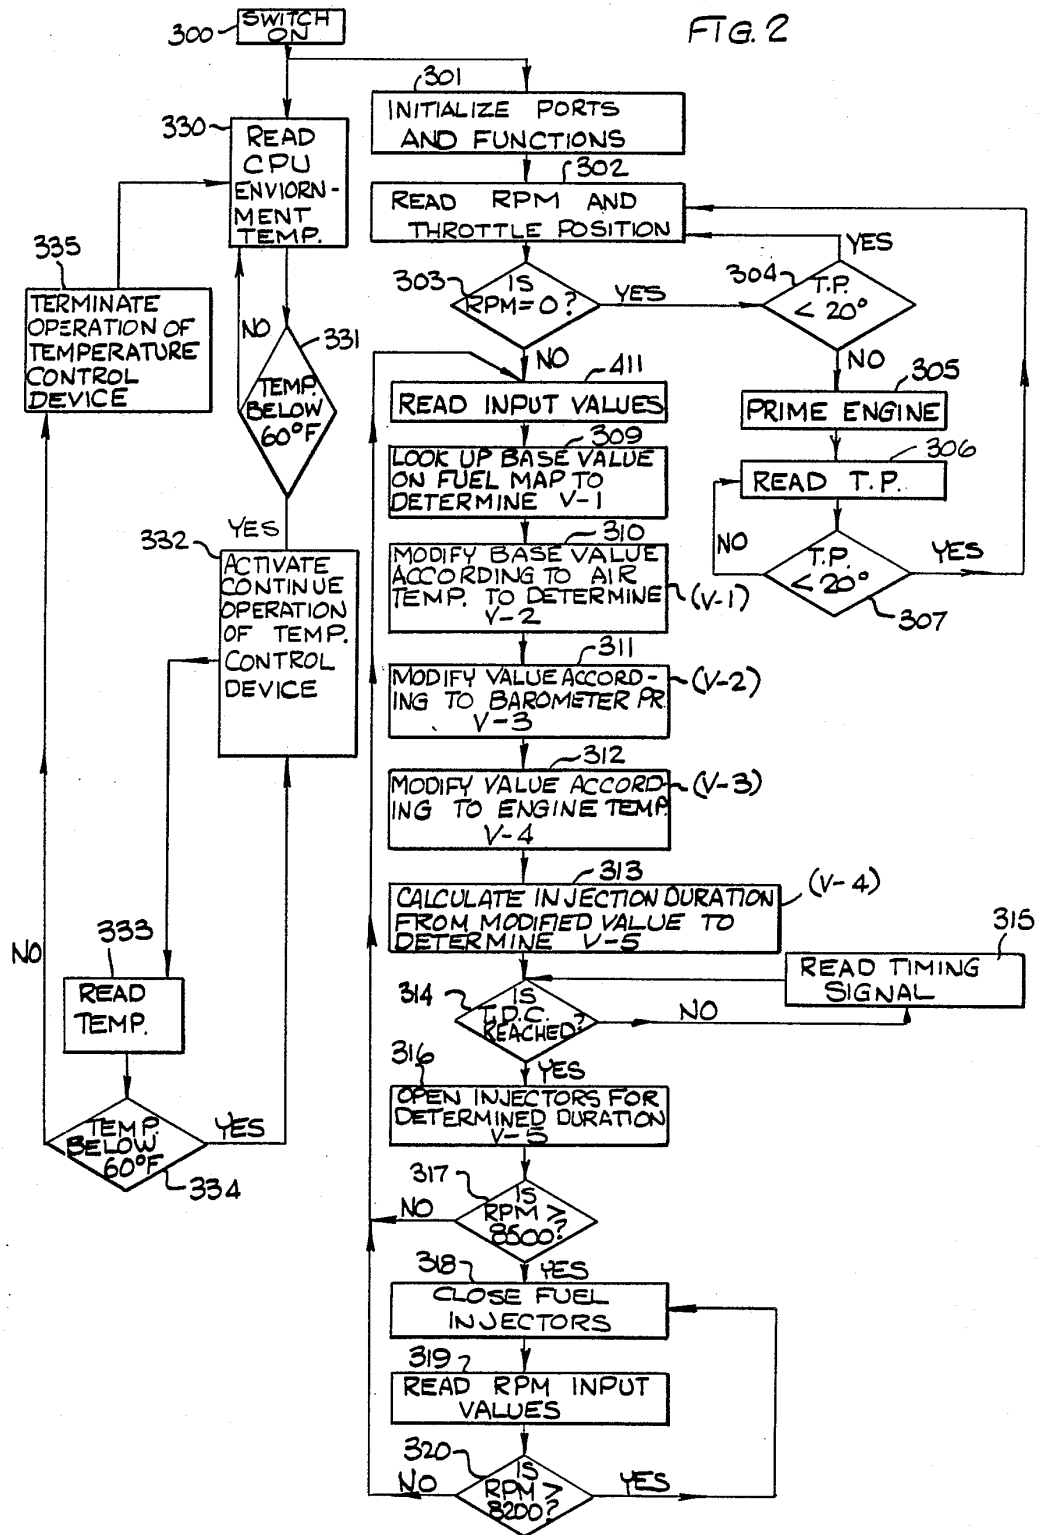 FIG. 2
300
SWITCH
ON
301
INITIALIZE PORTS
AND FUNCTIONS
330
READ
CPU
ENVIORN-
MENT
TEMP.
302
READ RPM AND
THROTTLE POSITION
335
TERMINATE
OPERATION OF
TEMPERATURE
CONTROL
DEVICE
303
IS
RPM=0?
YES
NO
304
T.P.
< 20°
YES
NO
NO
331
TEMP.
BELOW
60°F
YES
411
READ INPUT VALUES
305
PRIME ENGINE
309
LOOK UP BASE VALUE
ON FUEL MAP TO
DETERMINE V-1
306
READ T.P.
NO
T.P.
< 20°
YES
307
332
ACTIVATE
CONTINUE
OPERATION
OF TEMP.
CONTROL
DEVICE
310
MODIFY BASE VALUE
ACCORDING TO AIR
TEMP. TO DETERMINE
V-2
(V-1)
311
MODIFY VALUE ACCORD-
ING TO BAROMETER PR.
V-3
(V-2)
312
MODIFY VALUE ACCORD-
ING TO ENGINE TEMP.
V-4
(V-3)
313
CALCULATE INJECTION DURATION
FROM MODIFIED VALUE TO
DETERMINE V-5
(V-4)
NO
333
READ
TEMP.
315
READ TIMING
SIGNAL
314
IS
T.D.C.
REACHED?
NO
YES
TEMP.
BELOW
60°F
YES
334
316
OPEN INJECTORS FOR
DETERMINED DURATION
V-5
317
IS
RPM >
8500?
NO
YES
318
CLOSE FUEL
INJECTORS
319
READ RPM INPUT
VALUES
320
IS
RPM >
8200?
NO
YES